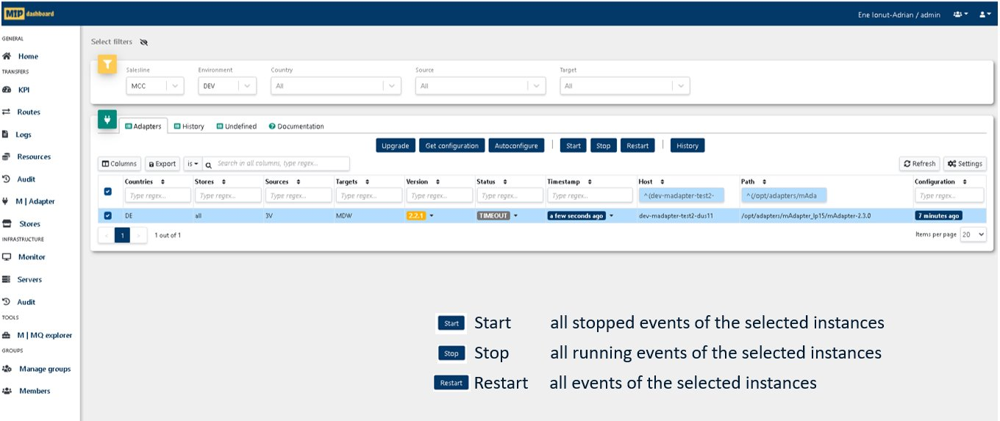 MIP dashboard
Ene Ionut-Adrian / admin
GENERAL
Home
TRANSFERS
KPI
Routes
Logs
Resources
Audit
M | Adapter
Stores
INFRASTRUCTURE
Monitor
Servers
Audit
TOOLS
M | MQ explorer
GROUPS
Manage groups
Members
Select filters
Salesline Environment Country Source Target
MCC DEV All All All
Adapters History Undefined Documentation
Upgrade Get configuration Autoconfigure | Start Stop Restart | History
Columns Export is Search in all columns, type regex... Refresh Settings
Countries Stores Sources Targets Version Status Timestamp Host Path Configuration
Type regex... Type regex... Type regex... Type regex... Type regex... Type regex... Type regex... ^(dev-madapter-test2- ^(/opt/adapters/mAda Type regex...
DE all 3V MDW 2.2.1 TIMEOUT a few seconds ago dev-madapter-test2-dus11 /opt/adapters/mAdapter_lp15/mAdapter-2.3.0 7 minutes ago
‹ 1 › 1 out of 1 Items per page 20
Start Start all stopped events of the selected instances
Stop Stop all running events of the selected instances
Restart Restart all events of the selected instances